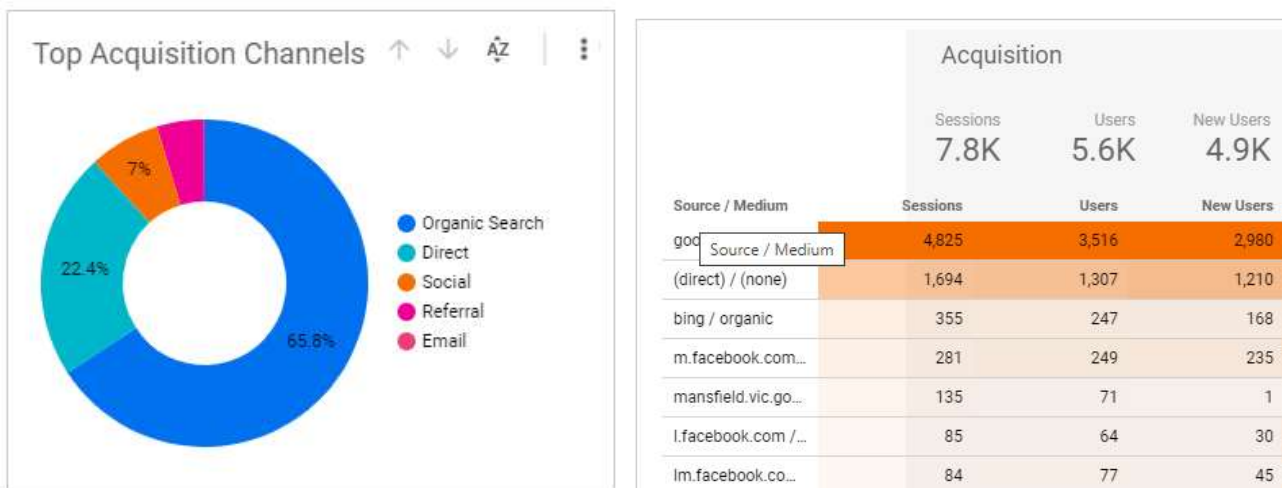 Top Acquisition Channels
AZ
7%
22.4%
65.8%
Organic Search
Direct
Social
Referral
Email
Acquisition
Sessions Users New Users
7.8K 5.6K 4.9K
Source / Medium Sessions Users New Users
Source / Medium 4,825 3,516 2,980
(direct) / (none) 1,694 1,307 1,210
bing / organic 355 247 168
m.facebook.com... 281 249 235
mansfield.vic.go... 135 71 1
l.facebook.com /... 85 64 30
lm.facebook.co... 84 77 45